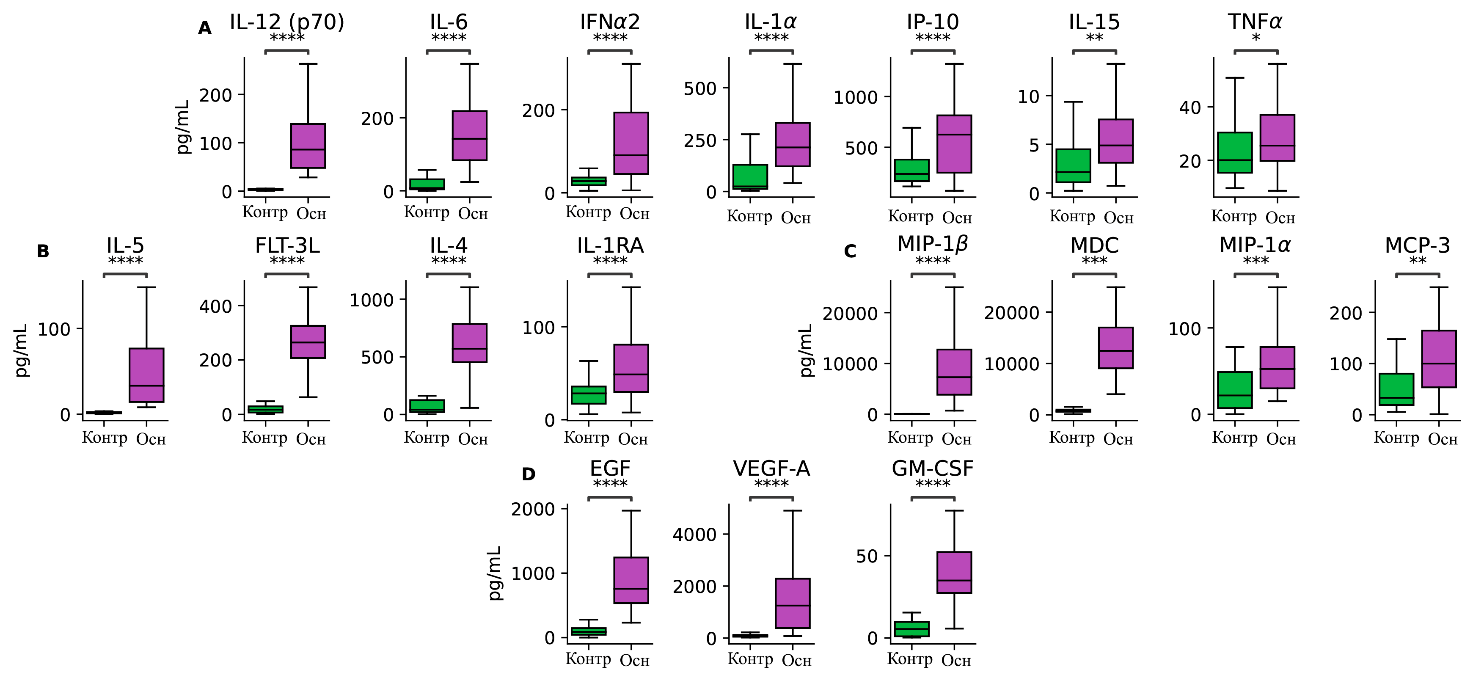 A IL-12 (p70) IL-6 IFNα2 IL-1α IP-10 IL-15 TNFα
**** **** **** **** **** ** *
pg/mL
200
100
0
Контр Осн
200
0
Контр Осн
200
0
Контр Осн
500
250
0
Контр Осн
1000
500
Контр Осн
10
5
0
Контр Осн
40
20
Контр Осн
B IL-5 FLT-3L IL-4 IL-1RA
**** **** **** ****
pg/mL
100
0
Контр Осн
400
200
0
Контр Осн
1000
500
0
Контр Осн
100
0
Контр Осн
C MIP-1β MDC MIP-1α MCP-3
**** *** *** **
pg/mL
20000
10000
0
Контр Осн
20000
10000
0
Контр Осн
100
0
Контр Осн
200
100
0
Контр Осн
D EGF VEGF-A GM-CSF
**** **** ****
pg/mL
2000
1000
0
Контр Осн
4000
2000
0
Контр Осн
50
0
Контр Осн